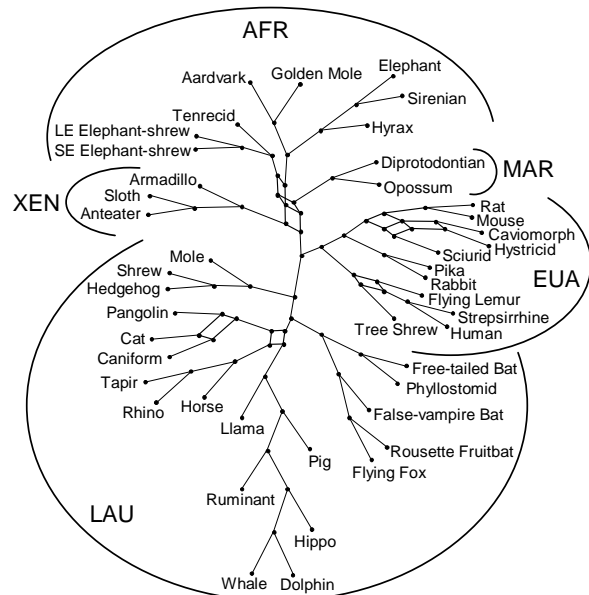 AFR
Elephant
Aardvark
Golden Mole
Sirenian
Tenrecid
Hyrax
LE Elephant-shrew
SE Elephant-shrew
Diprotodontian
MAR
Armadillo
Opossum
XEN
Sloth
Anteater
Rat
Mouse
Caviomorph
Hystricid
Sciurid
EUA
Pika
Rabbit
Flying Lemur
Strepsirrhine
Human
Tree Shrew
Mole
Shrew
Hedgehog
Pangolin
Cat
Caniform
Tapir
Rhino
Horse
Llama
Free-tailed Bat
Phyllostomid
False-vampire Bat
Rousette Fruitbat
Flying Fox
Pig
LAU
Ruminant
Hippo
Whale
Dolphin